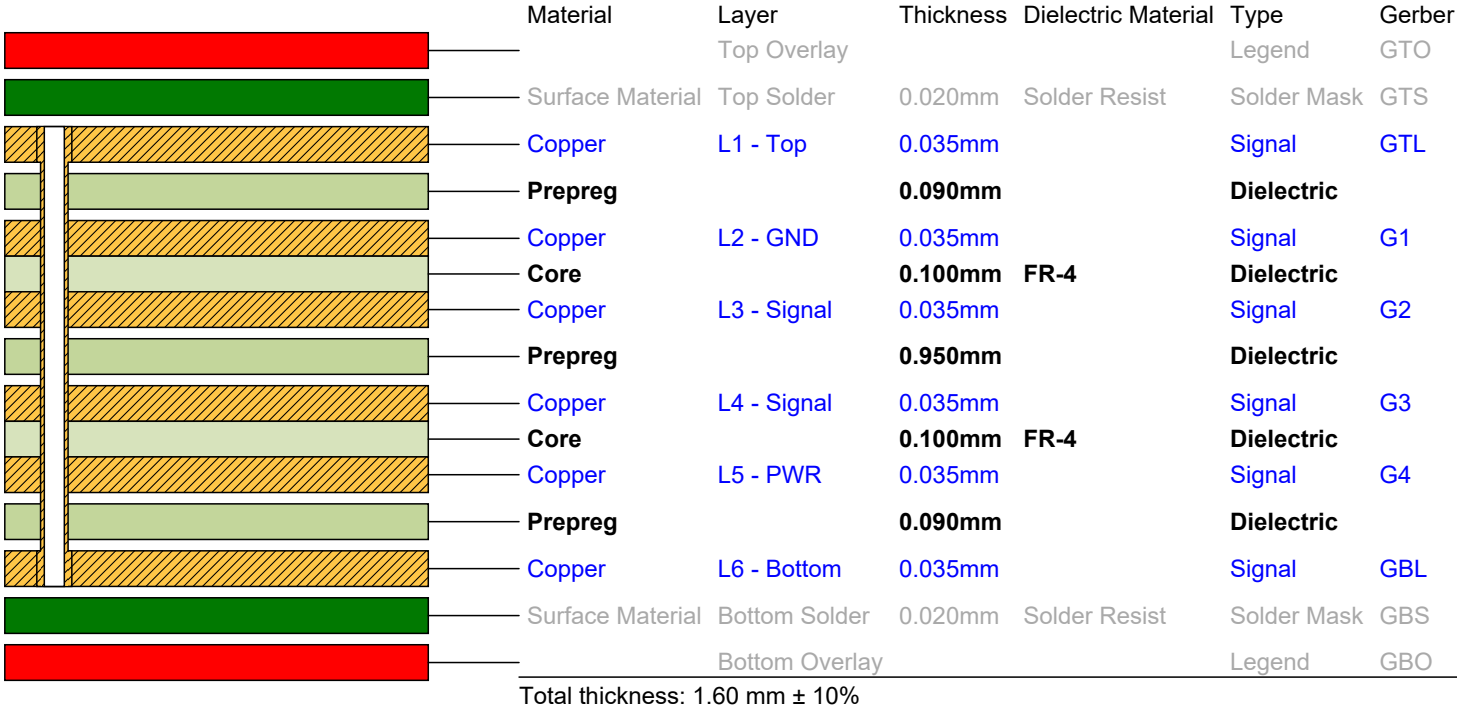 Material Layer Thickness Dielectric Material Type Gerber
Top Overlay Legend GTO
Surface Material Top Solder 0.020mm Solder Resist Solder Mask GTS
Copper L1 - Top 0.035mm Signal GTL
Prepreg 0.090mm Dielectric
Copper L2 - GND 0.035mm Signal G1
Core 0.100mm FR-4 Dielectric
Copper L3 - Signal 0.035mm Signal G2
Prepreg 0.950mm Dielectric
Copper L4 - Signal 0.035mm Signal G3
Core 0.100mm FR-4 Dielectric
Copper L5 - PWR 0.035mm Signal G4
Prepreg 0.090mm Dielectric
Copper L6 - Bottom 0.035mm Signal GBL
Surface Material Bottom Solder 0.020mm Solder Resist Solder Mask GBS
Bottom Overlay Legend GBO
Total thickness: 1.60 mm ± 10%